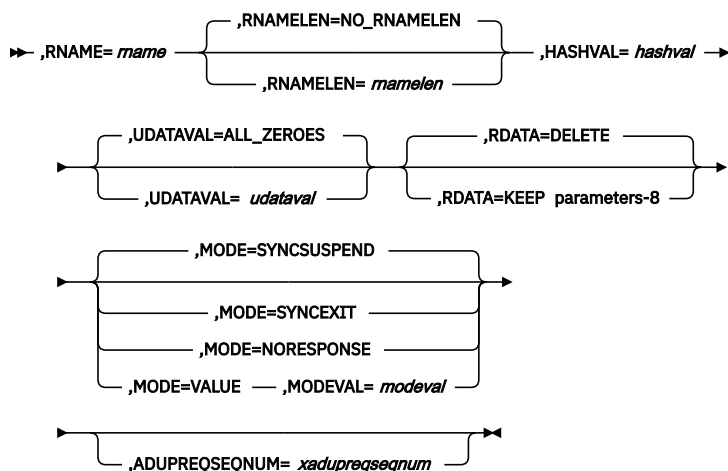 ,RNAMELEN=NO_RNAMELEN
,RNAME= rname
,HASHVAL= hashval
,RNAMELEN= rnamelen
,UDATAVAL=ALL_ZEROES
,RDATA=DELETE
,UDATAVAL= udataval
,RDATA=KEEP parameters-8
,MODE=SYNCSUSPEND
,MODE=SYNCEXIT
,MODE=NORESPONSE
,MODE=VALUE ,MODEVAL= modeval
,ADUPREQSEQNUM= xadupreqseqnum